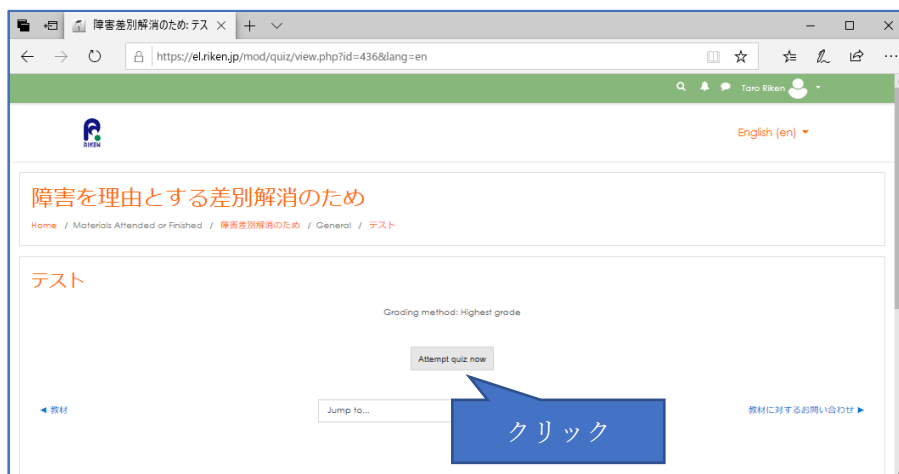 障害差別解消のため: テス
https://el.riken.jp/mod/quiz/view.php?id=436&lang=en
Taro Riken
RIKEN
English (en)
障害を理由とする差別解消のため
Home / Materials Attended or Finished / 障害差別解消のため / General / テスト
テスト
Grading method: Highest grade
Attempt quiz now
◄ 教材
Jump to...
教材に対するお問い合わせ ►
クリック